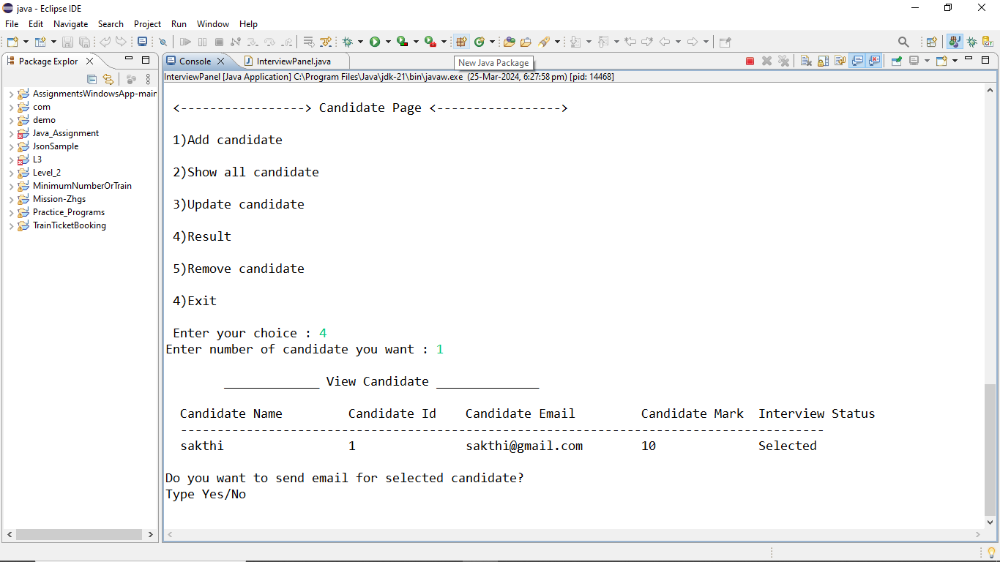 java - Eclipse IDE
File Edit Navigate Search Project Run Window Help
Package Explor
Console
InterviewPanel.java
New Java Package
InterviewPanel [Java Application] C:\Program Files\Java\jdk-21\bin\javaw.exe (25-Mar-2024, 6:27:58 pm) [pid: 14468]
AssignmentsWindowsApp-main
com
demo
Java_Assignment
JsonSample
L3
Level_2
MinimumNumberOrTrain
Mission-Zhgs
Practice_Programs
TrainTicketBooking
<-----------------> Candidate Page <----------------->
1)Add candidate
2)Show all candidate
3)Update candidate
4)Result
5)Remove candidate
4)Exit
Enter your choice : 4
Enter number of candidate you want : 1
_____________ View Candidate ______________
Candidate Name Candidate Id Candidate Email Candidate Mark Interview Status
----------------------------------------------------------------------------------------
sakthi 1 sakthi@gmail.com 10 Selected
Do you want to send email for selected candidate?
Type Yes/No